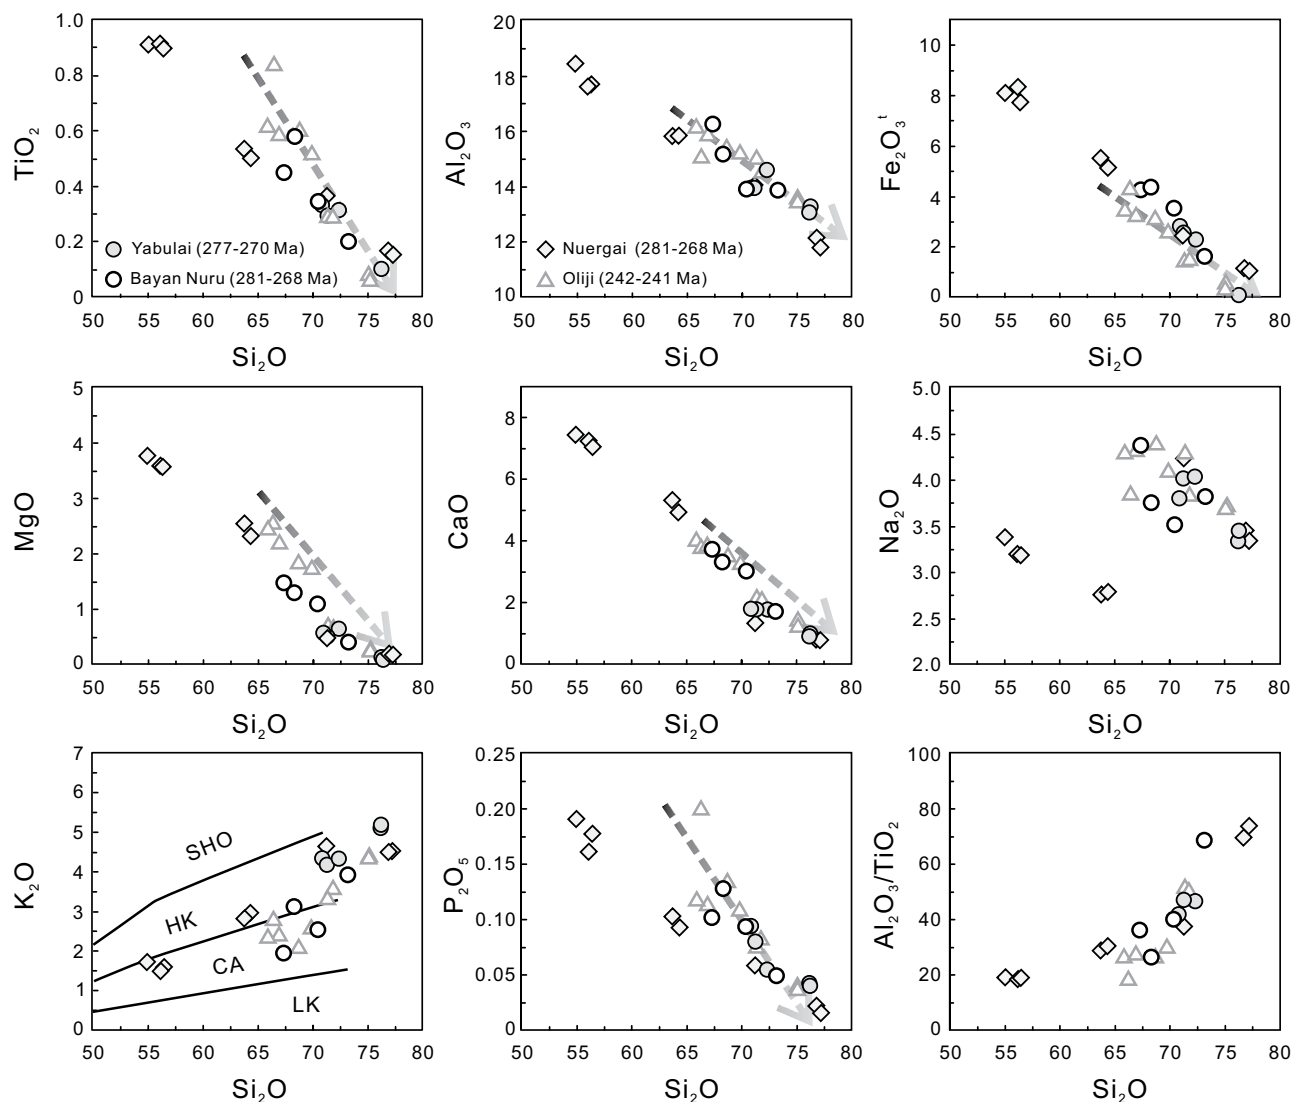 1.0
0.8
0.6
0.4
0.2
0
TiO2
Yabulai (277-270 Ma)
Bayan Nuru (281-268 Ma)
50 55 60 65 70 75 80
Si2O
20
18
16
14
12
10
Al2O3
Nuergai (281-268 Ma)
Oliji (242-241 Ma)
50 55 60 65 70 75 80
Si2O
10
8
6
4
2
0
Fe2O3t
50 55 60 65 70 75 80
Si2O
5
4
3
2
1
0
MgO
50 55 60 65 70 75 80
Si2O
8
6
4
2
0
CaO
50 55 60 65 70 75 80
Si2O
5.0
4.5
4.0
3.5
3.0
2.5
2.0
Na2O
50 55 60 65 70 75 80
Si2O
7
6
5
4
3
2
1
0
K2O
SHO
HK
CA
LK
50 55 60 65 70 75 80
Si2O
0.25
0.20
0.15
0.10
0.05
0
P2O5
50 55 60 65 70 75 80
Si2O
100
80
60
40
20
0
Al2O3/TiO2
50 55 60 65 70 75 80
Si2O